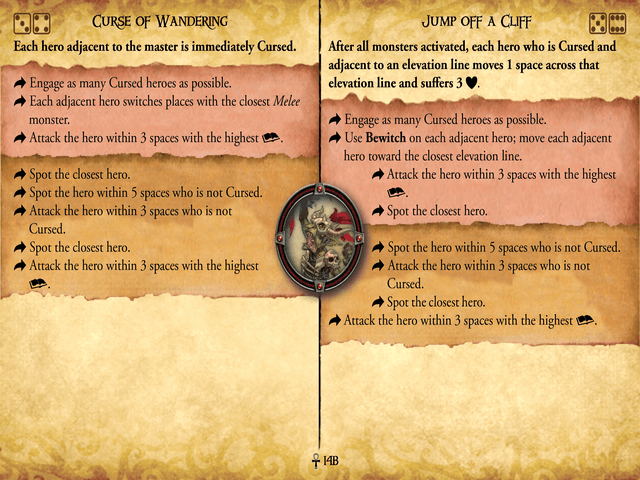 Curse of Wandering
Each hero adjacent to the master is immediately Cursed.
Engage as many Cursed heroes as possible.
Each adjacent hero switches places with the closest Melee
monster.
Attack the hero within 3 spaces with the highest .
Spot the closest hero.
Spot the hero within 5 spaces who is not Cursed.
Attack the hero within 3 spaces who is not
Cursed.
Spot the closest hero.
Attack the hero within 3 spaces with the highest
.
Jump off a Cliff
After all monsters activated, each hero who is Cursed and
adjacent to an elevation line moves 1 space across that
elevation line and suffers 3 ♥.
Engage as many Cursed heroes as possible.
Use Bewitch on each adjacent hero; move each adjacent
hero toward the closest elevation line.
Attack the hero within 3 spaces with the highest
.
Spot the closest hero.
Spot the hero within 5 spaces who is not Cursed.
Attack the hero within 3 spaces who is not
Cursed.
Spot the closest hero.
Attack the hero within 3 spaces with the highest .
☥ 14B